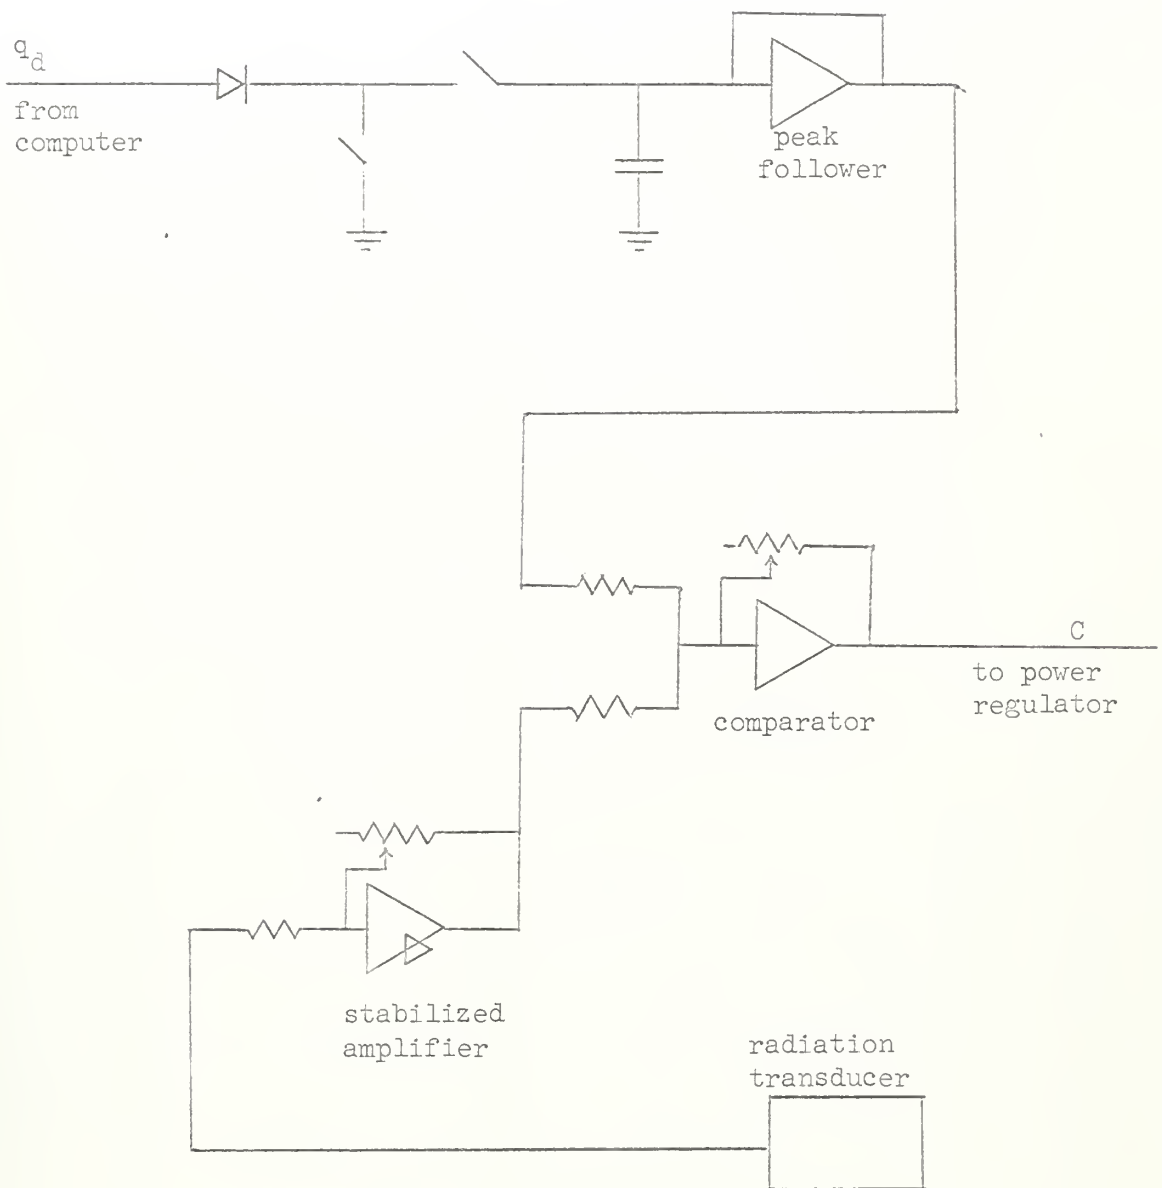 q_d
from
computer
peak
follower
C
to power
regulator
comparator
stabilized
amplifier
radiation
transducer